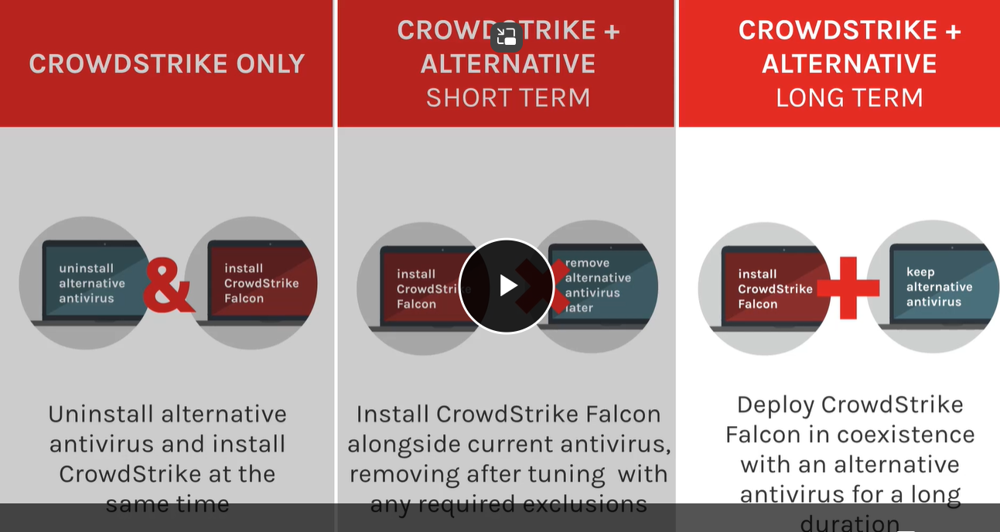 CROWDSTRIKE ONLY
uninstall
alternative
antivirus
&
install
CrowdStrike
Falcon
Uninstall alternative
antivirus and install
CrowdStrike at the
same time
CROWDSTRIKE +
ALTERNATIVE
SHORT TERM
install
CrowdStrike
Falcon
remove
alternative
antivirus
later
Install CrowdStrike Falcon
alongside current antivirus,
removing after tuning with
any required exclusions
CROWDSTRIKE +
ALTERNATIVE
LONG TERM
install
CrowdStrike
Falcon
+
keep
alternative
antivirus
Deploy CrowdStrike
Falcon in coexistence
with an alternative
antivirus for a long
duration